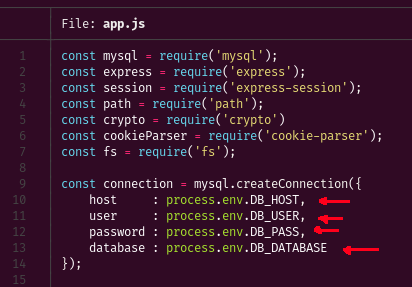 File: app.js
1 const mysql = require('mysql');
2 const express = require('express');
3 const session = require('express-session');
4 const path = require('path');
5 const crypto = require('crypto')
6 const cookieParser = require('cookie-parser');
7 const fs = require('fs');
8
9 const connection = mysql.createConnection({
10     host     : process.env.DB_HOST,
11     user     : process.env.DB_USER,
12     password : process.env.DB_PASS,
13     database : process.env.DB_DATABASE
14 });
15